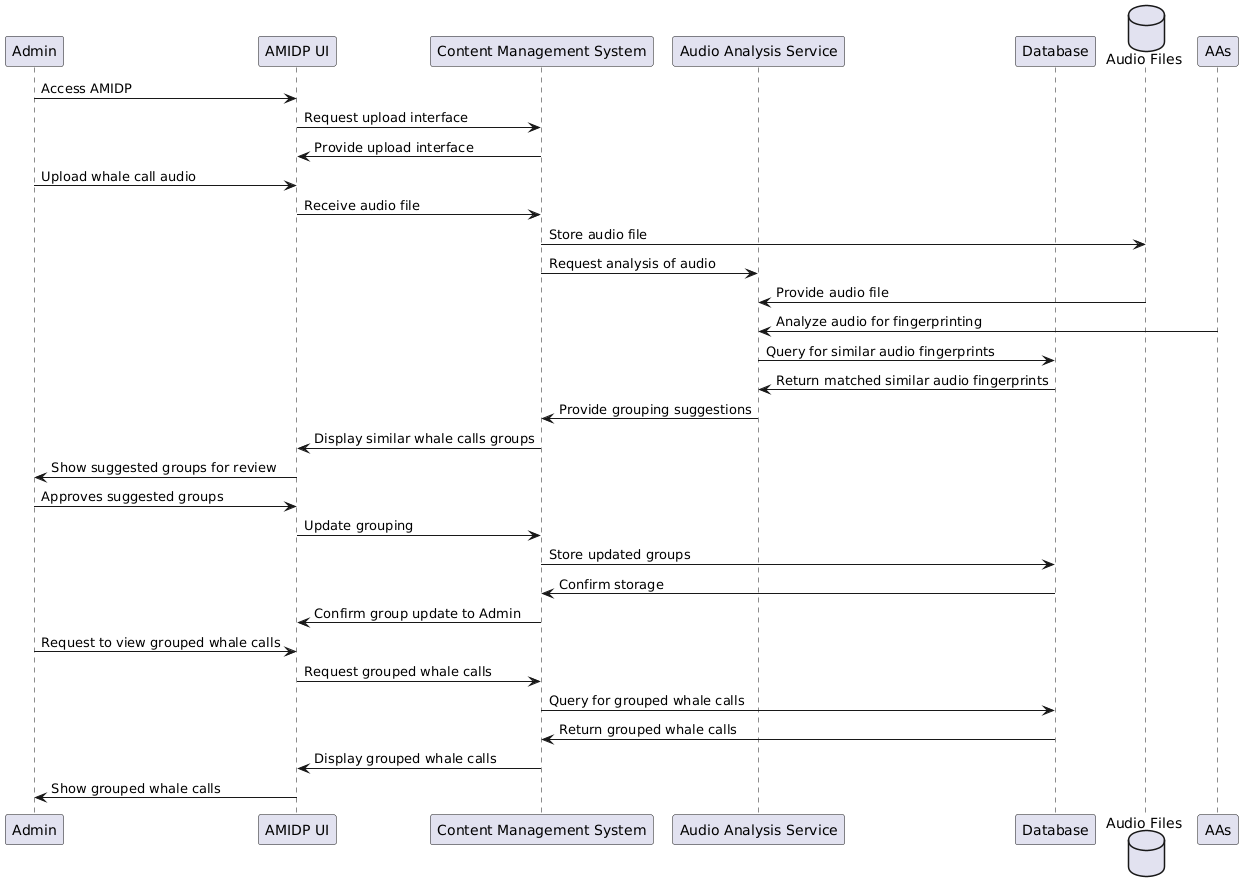 Admin
AMIDP UI
Content Management System
Audio Analysis Service
Database
Audio Files
AAs
Access AMIDP
Request upload interface
Provide upload interface
Upload whale call audio
Receive audio file
Store audio file
Request analysis of audio
Provide audio file
Analyze audio for fingerprinting
Query for similar audio fingerprints
Return matched similar audio fingerprints
Provide grouping suggestions
Display similar whale calls groups
Show suggested groups for review
Approves suggested groups
Update grouping
Store updated groups
Confirm storage
Confirm group update to Admin
Request to view grouped whale calls
Request grouped whale calls
Query for grouped whale calls
Return grouped whale calls
Display grouped whale calls
Show grouped whale calls
Admin
AMIDP UI
Content Management System
Audio Analysis Service
Database
Audio Files
AAs